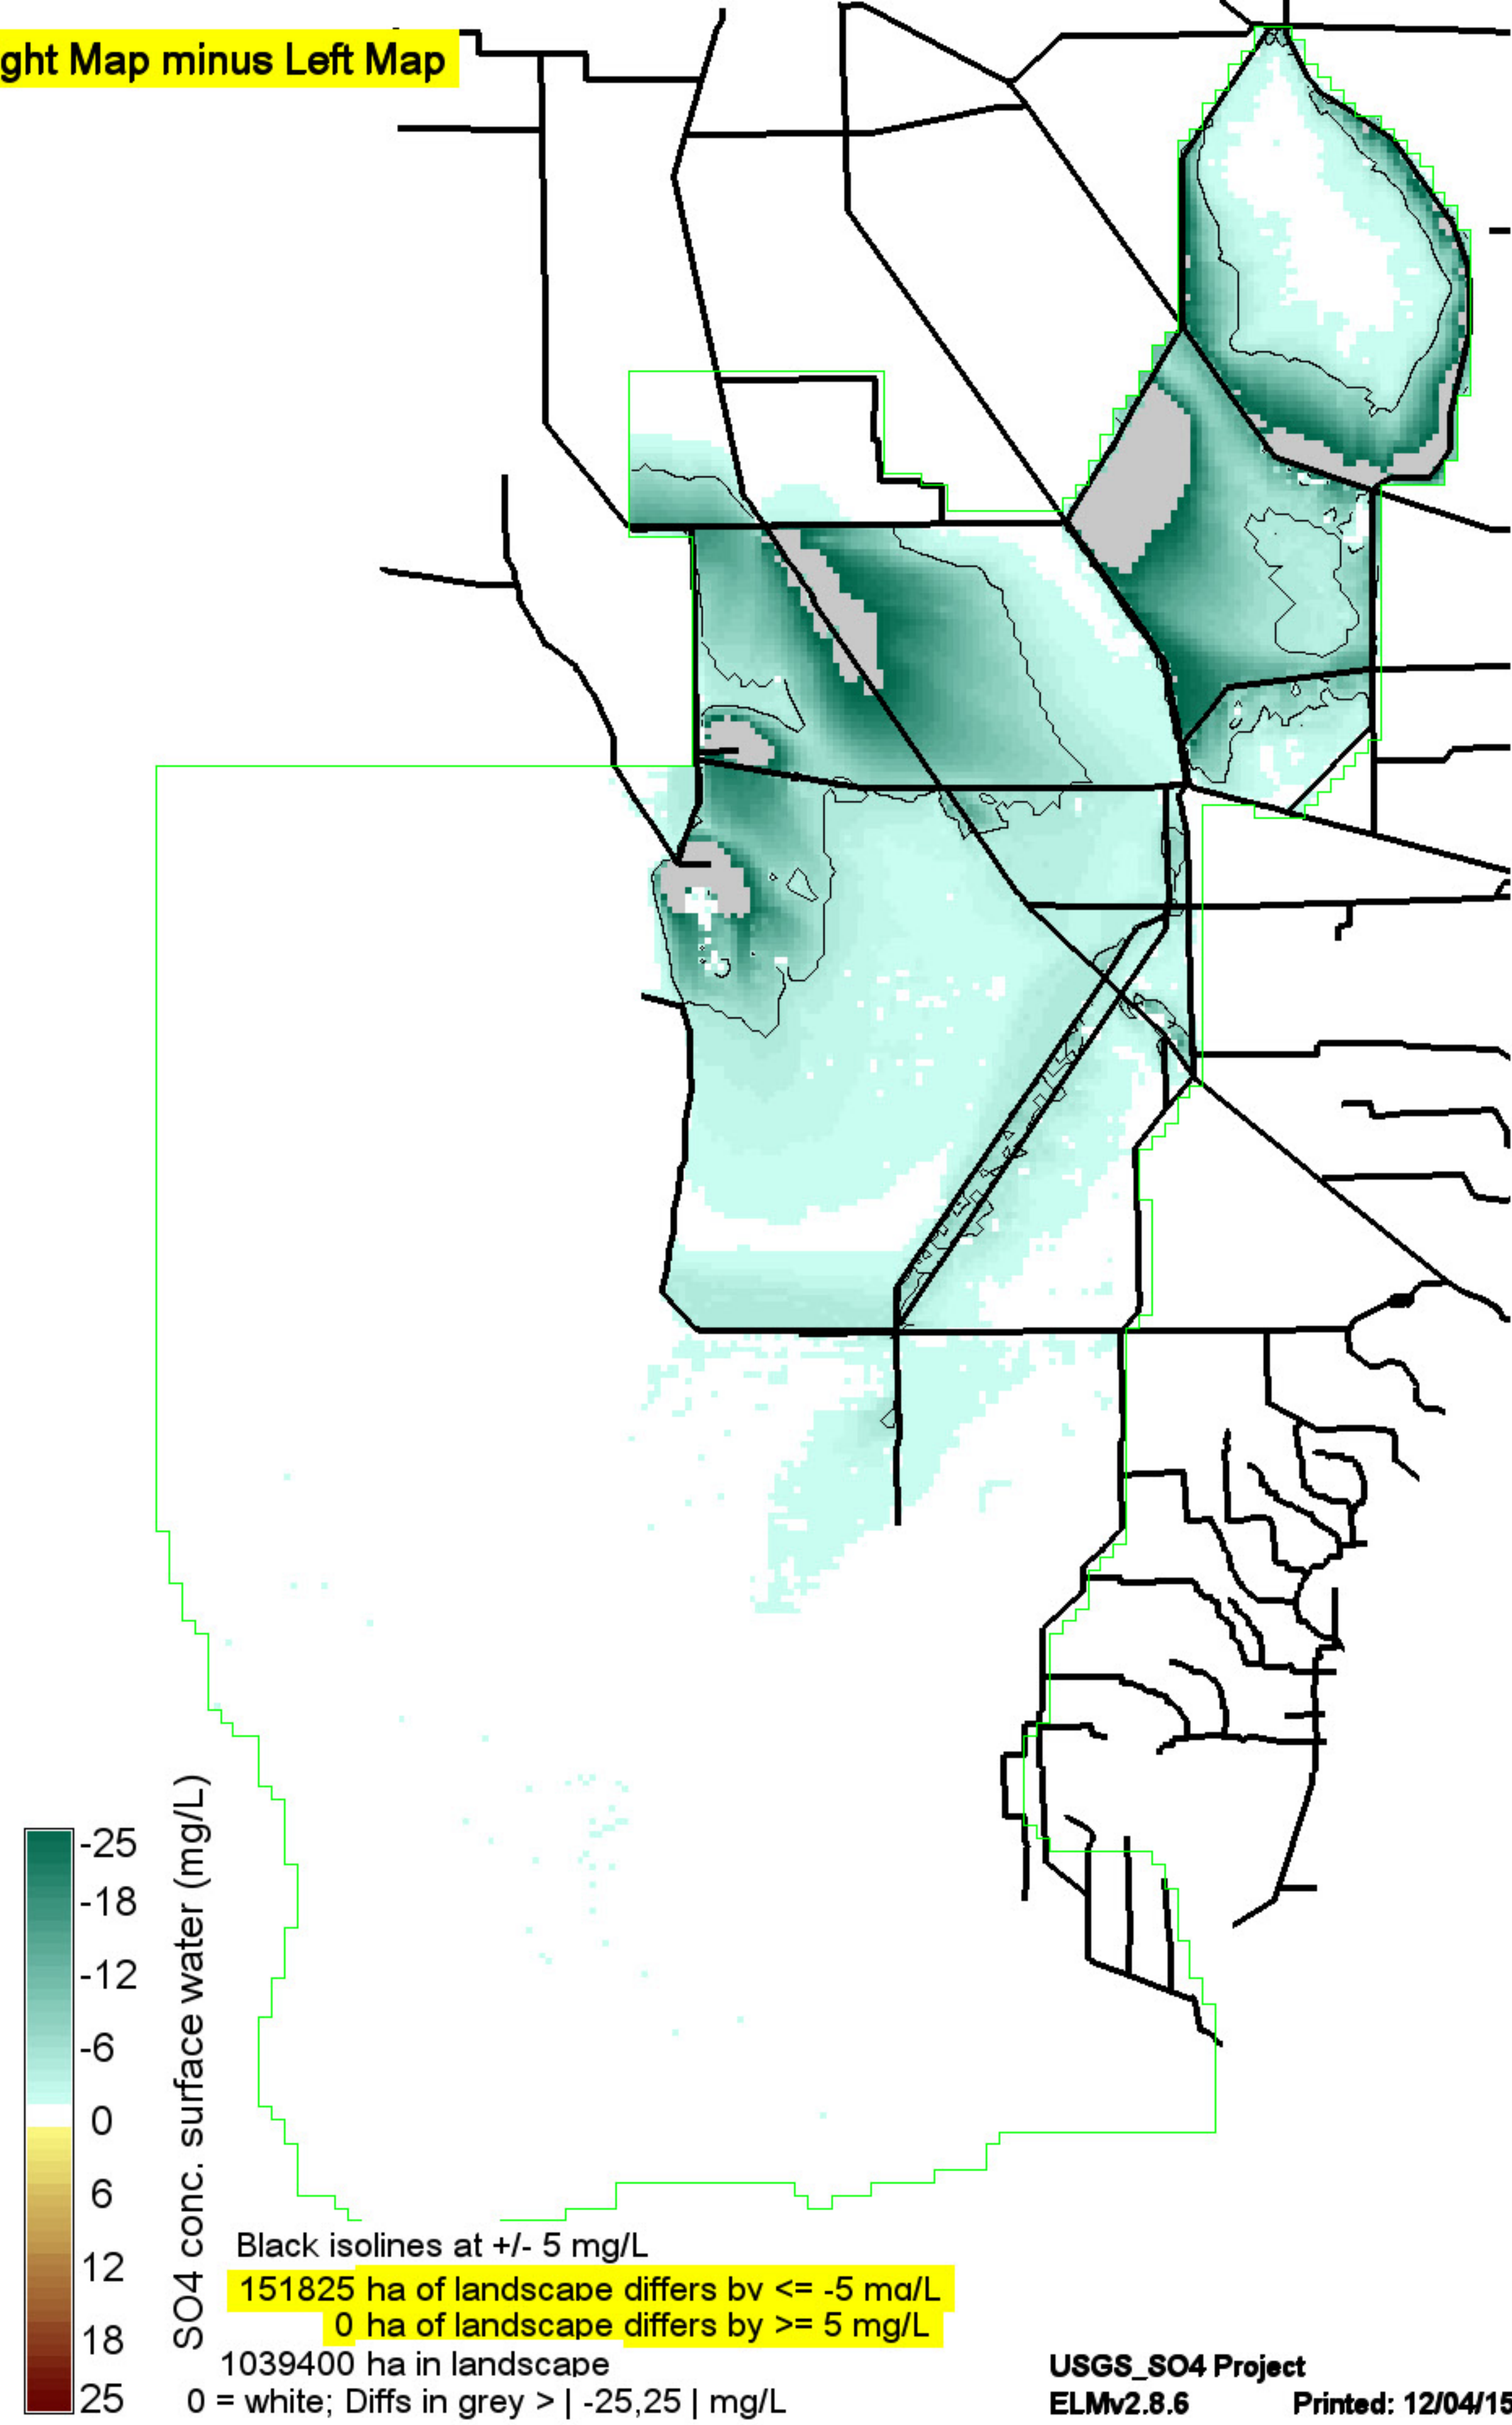 ght Map minus Left Map
-25
-18
-12
-6
0
6
12
18
25
SO4 conc. surface water (mg/L)
Black isolines at +/- 5 mg/L
151825 ha of landscape differs by <= -5 mg/L
0 ha of landscape differs by >= 5 mg/L
1039400 ha in landscape
0 = white; Diffs in grey > | -25,25 | mg/L
USGS_SO4 Project
ELMv2.8.6
Printed: 12/04/15